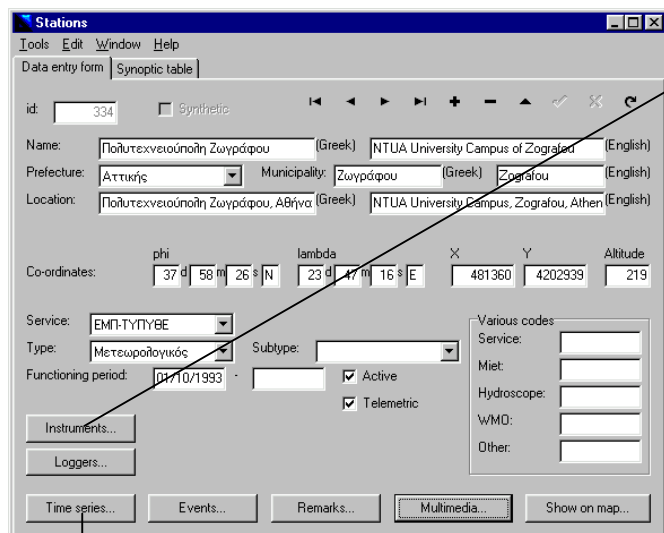 Stations
Tools Edit Window Help
Data entry form Synoptic table
id: 334 Synthetic
Name: Πολυτεχνειούπολη Ζωγράφου (Greek) NTUA University Campus of Zografou (English)
Prefecture: Αττικής Municipality: Ζωγράφου (Greek) Zografou (English)
Location: Πολυτεχνειούπολη Ζωγράφου, Αθήνα (Greek) NTUA University Campus, Zografou, Athen (English)
phi lambda X Y Altitude
Co-ordinates: 37 d 58 m 26 s N 23 d 47 m 16 s E 481360 4202939 219
Service: ΕΜΠ-ΤΥΠΥΘΕ
Type: Μετεωρολογικός Subtype:
Functioning period: 01/10/1993 - Active
Telemetric
Various codes
Service:
Miet:
Hydroscope:
WMO:
Other:
Instruments...
Loggers...
Time series... Events... Remarks... Multimedia... Show on map...